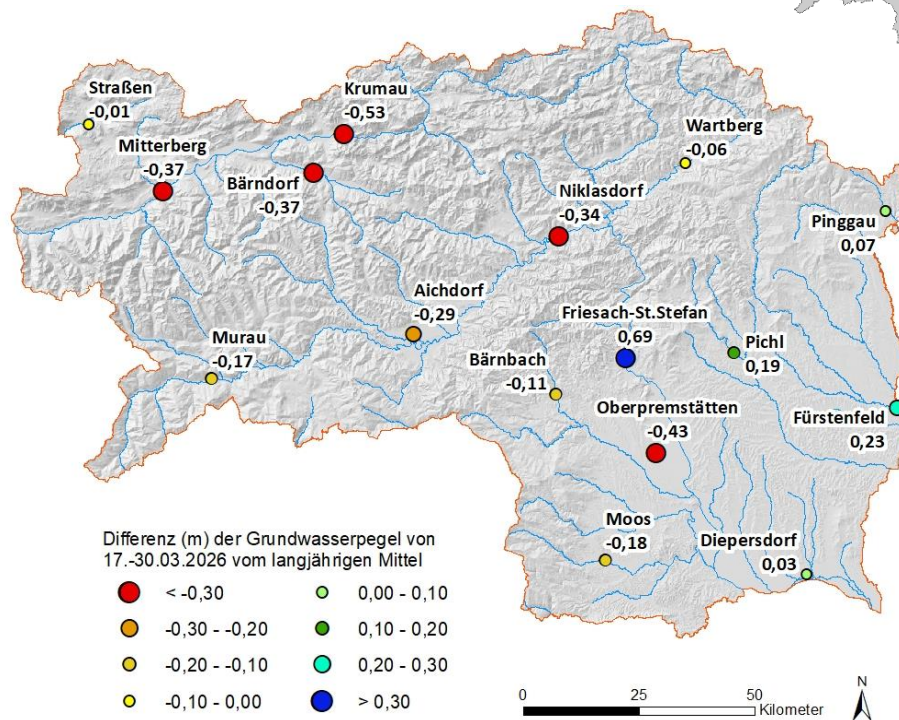 Straßen
-0,01
Krumau
-0,53
Mitterberg
-0,37
Bärndorf
-0,37
Wartberg
-0,06
Niklasdorf
-0,34
Pinggau
0,07
Aichdorf
-0,29
Friesach-St.Stefan
0,69
Pichl
0,19
Murau
-0,17
Bärnbach
-0,11
Oberpremstätten
-0,43
Fürstenfeld
0,23
Moos
-0,18
Diepersdorf
0,03
Differenz (m) der Grundwasserpegel von
17.-30.03.2026 vom langjährigen Mittel
< -0,30
-0,30 - -0,20
-0,20 - -0,10
-0,10 - 0,00
0,00 - 0,10
0,10 - 0,20
0,20 - 0,30
> 0,30
0 25 50
Kilometer
N